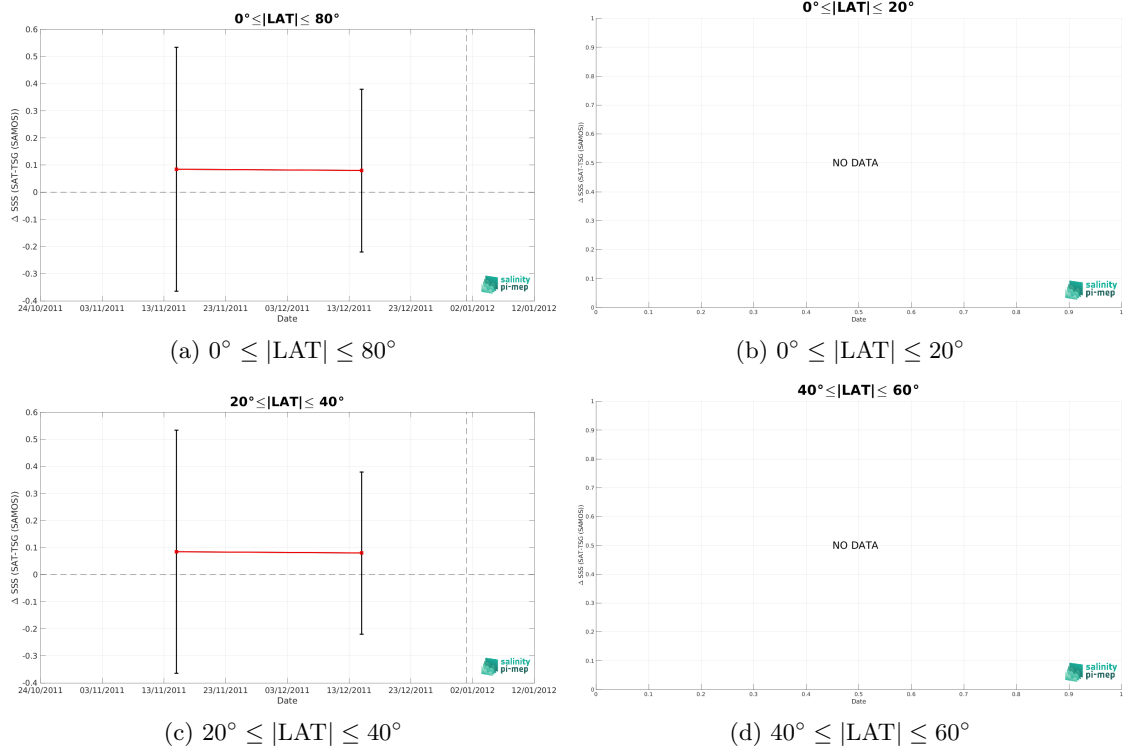 0°≤|LAT|≤ 80°
0.6
0.5
0.4
0.3
0.2
0.1
0
-0.1
-0.2
-0.3
-0.4
Δ SSS (SAT-TSG (SAMOS))
24/10/2011 03/11/2011 13/11/2011 23/11/2011 03/12/2011 13/12/2011 23/12/2011 02/01/2012 12/01/2012
Date
salinity
pi-mep
(a) 0° ≤ |LAT| ≤ 80°
0°≤|LAT|≤ 20°
1
0.9
0.8
0.7
0.6
0.5
0.4
0.3
0.2
0.1
0
Δ SSS (SAT-TSG (SAMOS))
NO DATA
0 0.1 0.2 0.3 0.4 0.5 0.6 0.7 0.8 0.9 1
Date
salinity
pi-mep
(b) 0° ≤ |LAT| ≤ 20°
20°≤|LAT|≤ 40°
0.6
0.5
0.4
0.3
0.2
0.1
0
-0.1
-0.2
-0.3
-0.4
Δ SSS (SAT-TSG (SAMOS))
24/10/2011 03/11/2011 13/11/2011 23/11/2011 03/12/2011 13/12/2011 23/12/2011 02/01/2012 12/01/2012
Date
salinity
pi-mep
(c) 20° ≤ |LAT| ≤ 40°
40°≤|LAT|≤ 60°
1
0.9
0.8
0.7
0.6
0.5
0.4
0.3
0.2
0.1
0
Δ SSS (SAT-TSG (SAMOS))
NO DATA
0 0.1 0.2 0.3 0.4 0.5 0.6 0.7 0.8 0.9 1
Date
salinity
pi-mep
(d) 40° ≤ |LAT| ≤ 60°